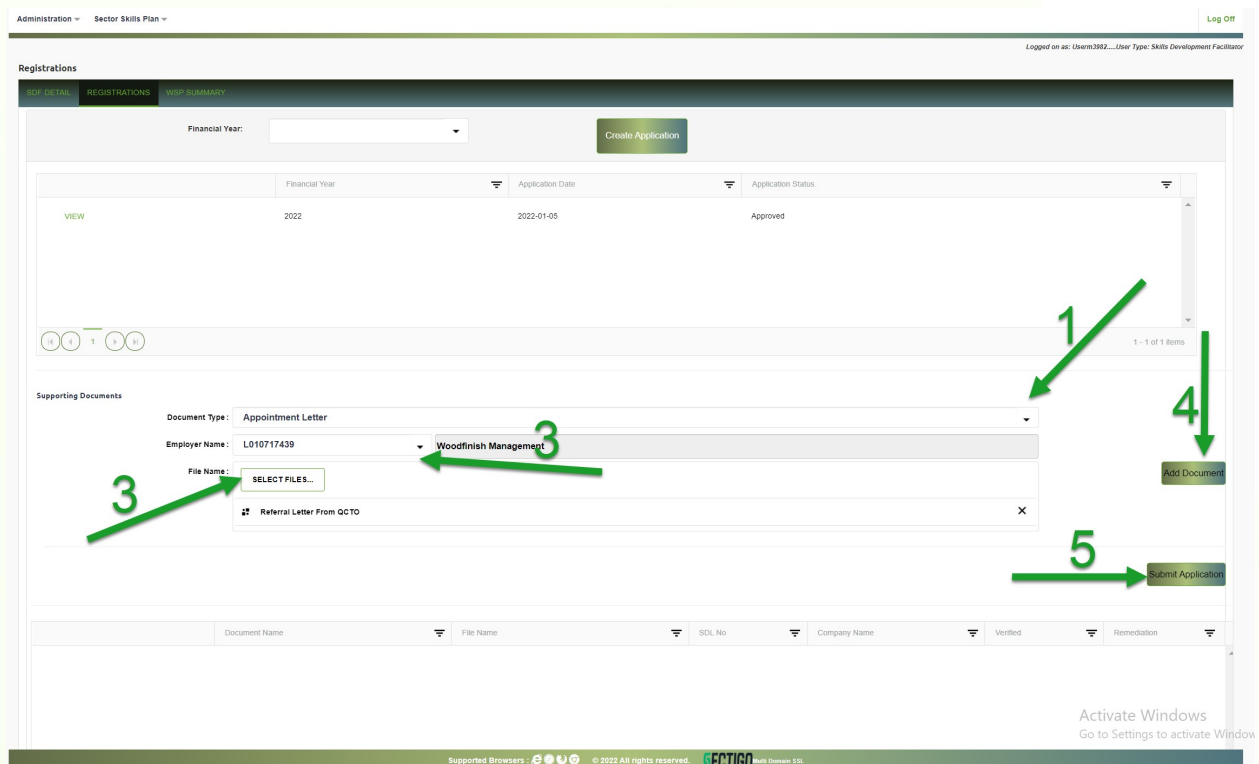 Administration Sector Skills Plan Log Off
Logged on as: Userm3982.....User Type: Skills Development Facilitator
Registrations
SDF DETAIL REGISTRATIONS WSP SUMMARY
Financial Year: Create Application
Financial Year Application Date Application Status
VIEW 2022 2022-01-05 Approved
1
1 1 - 1 of 1 items
Supporting Documents
4
Document Type : Appointment Letter
Employer Name : L010717439 Woodfinish Management 3
File Name : SELECT FILES... Add Document
3
Referral Letter From QCTO X
5
Submit Application
Document Name File Name SDL No Company Name Verified Remediation
Activate Windows
Go to Settings to activate Window
Supported Browsers : © 2022 All rights reserved. SECTIGO Multi Domain SSL